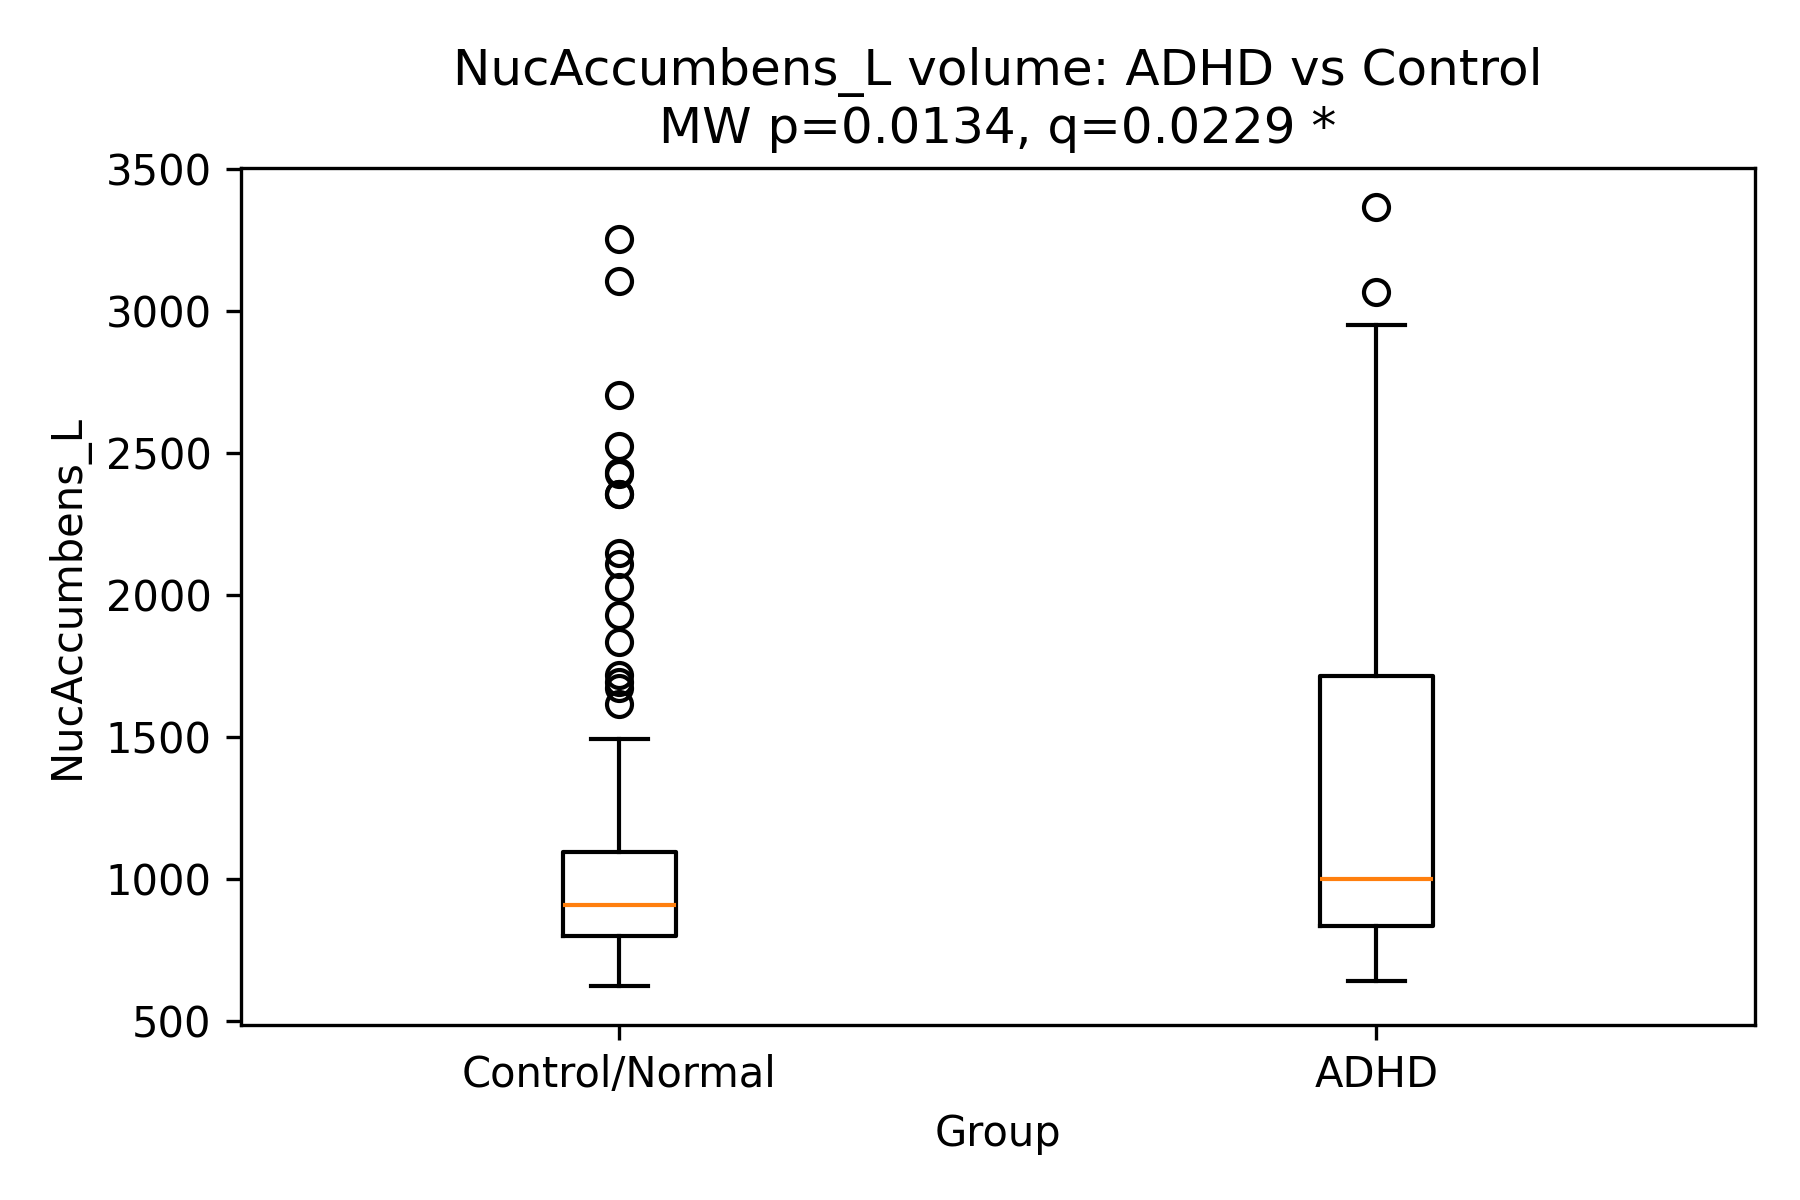 NucAccumbens_L volume: ADHD vs Control
MW p=0.0134, q=0.0229 *
3500
3000
2500
2000
1500
1000
500
NucAccumbens_L
Control/Normal
ADHD
Group